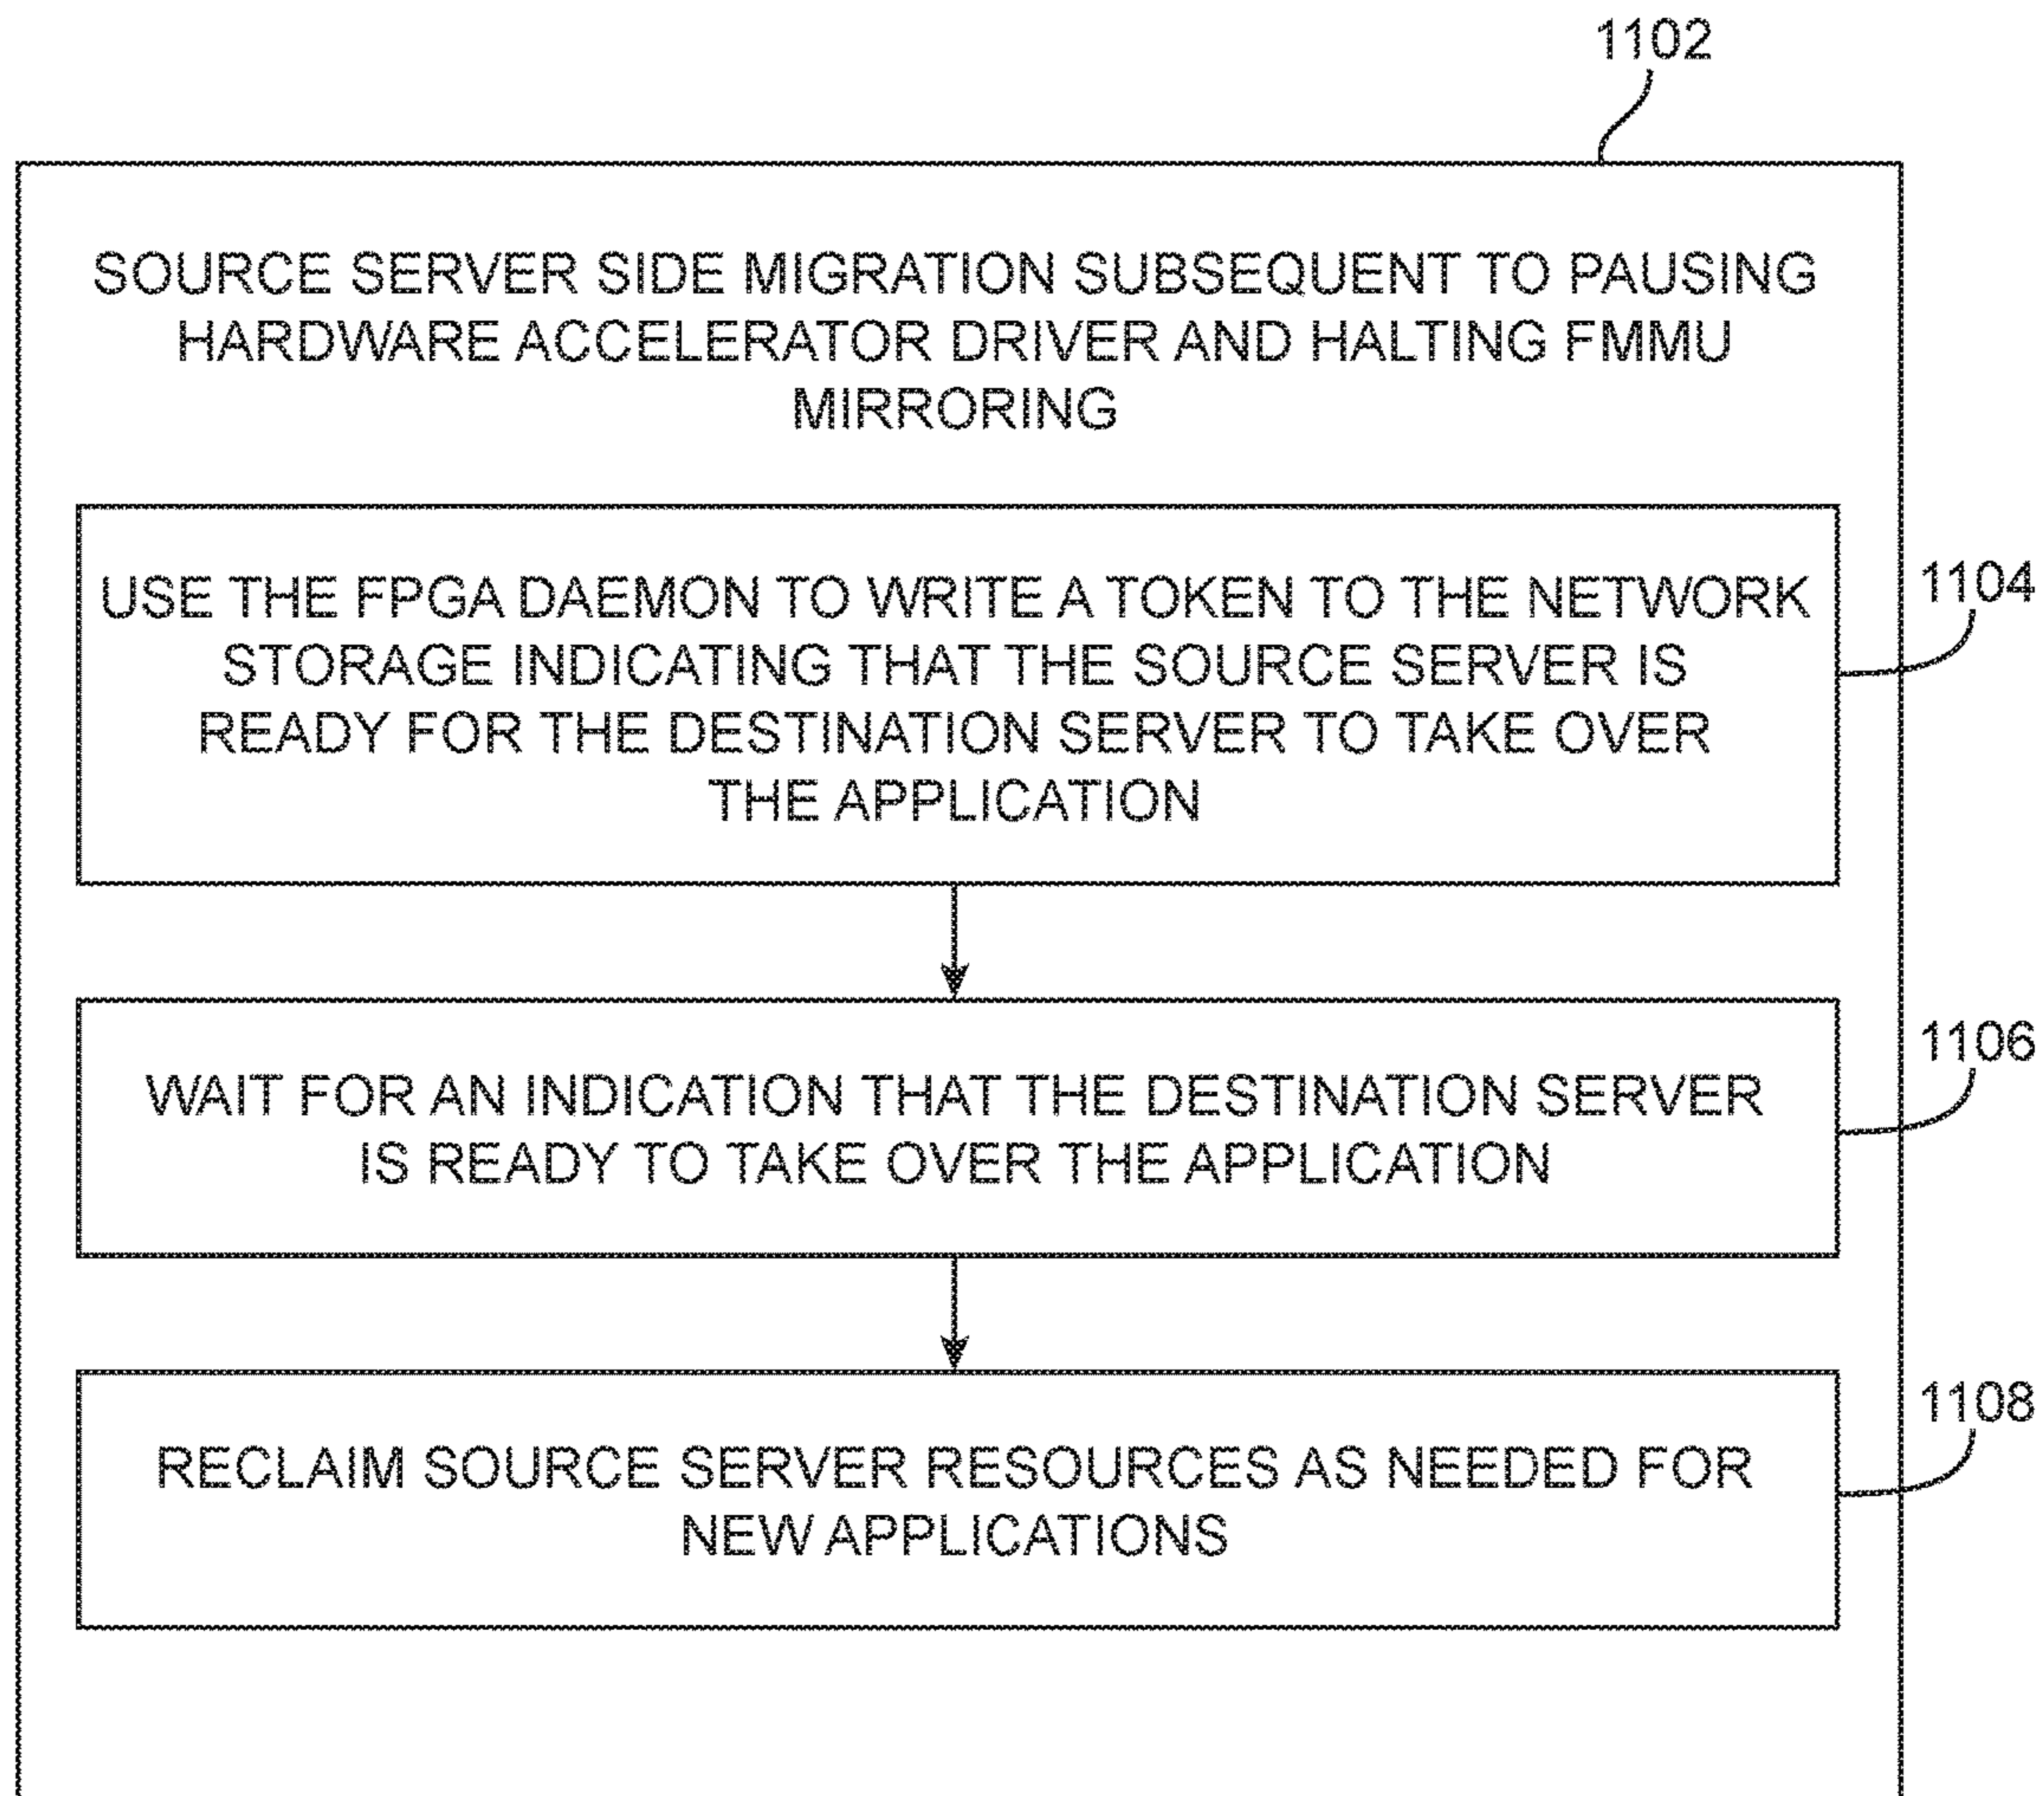 1102
SOURCE SERVER SIDE MIGRATION SUBSEQUENT TO PAUSING
HARDWARE ACCELERATOR DRIVER AND HALTING FMMU
MIRRORING
USE THE FPGA DAEMON TO WRITE A TOKEN TO THE NETWORK
STORAGE INDICATING THAT THE SOURCE SERVER IS
READY FOR THE DESTINATION SERVER TO TAKE OVER
THE APPLICATION
1104
WAIT FOR AN INDICATION THAT THE DESTINATION SERVER
IS READY TO TAKE OVER THE APPLICATION
1106
RECLAIM SOURCE SERVER RESOURCES AS NEEDED FOR
NEW APPLICATIONS
1108